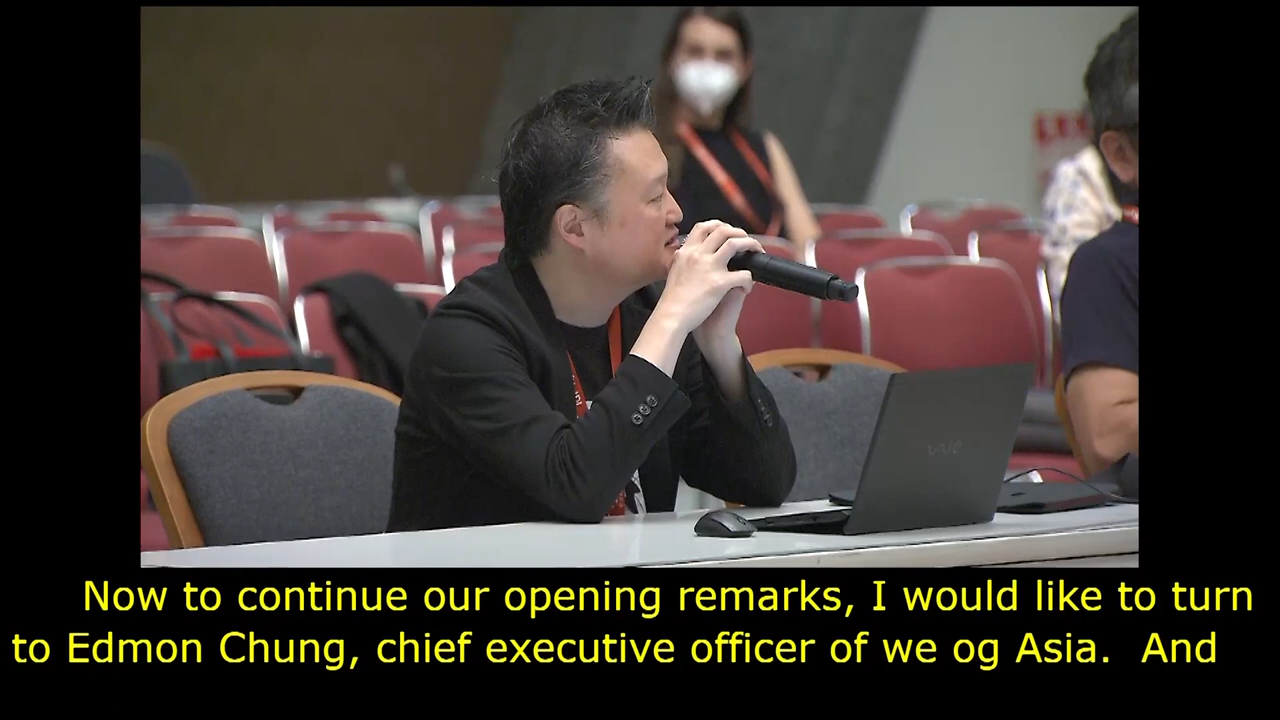 VAIO
Now to continue our opening remarks, I would like to turn
to Edmon Chung, chief executive officer of we og Asia.  And